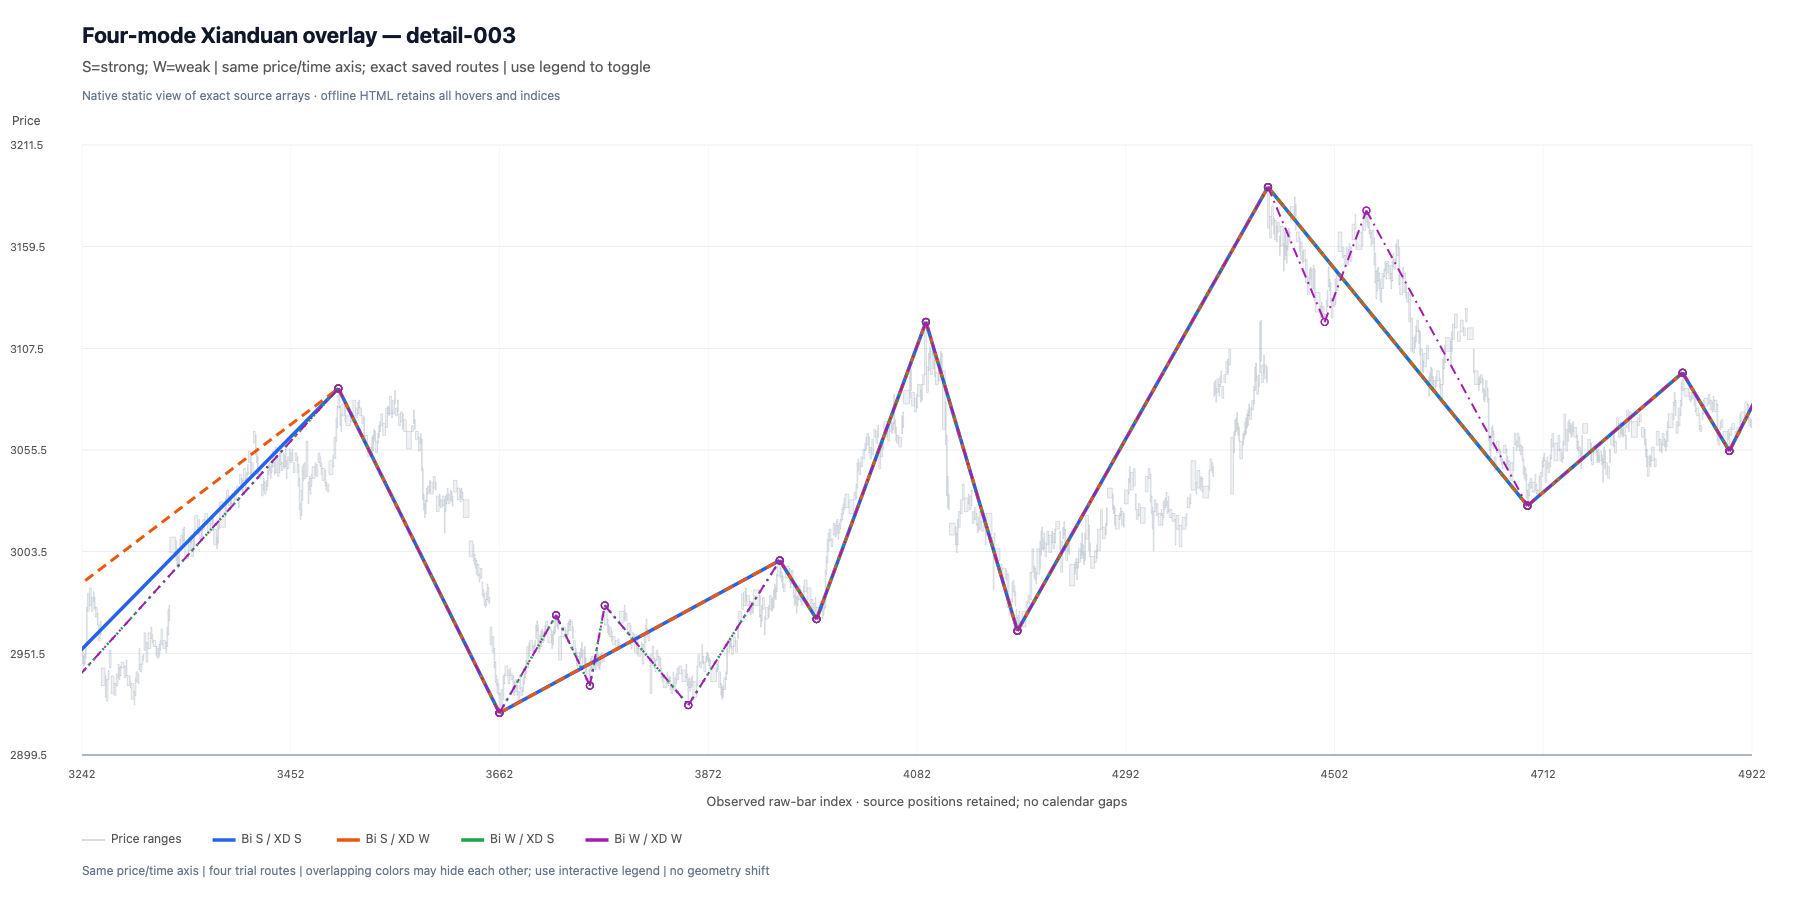 Four-mode Xianduan overlay — detail-003
S=strong; W=weak | same price/time axis; exact saved routes | use legend to toggle
Native static view of exact source arrays · offline HTML retains all hovers and indices
Price
3211.5
3159.5
3107.5
3055.5
3003.5
2951.5
2899.5
3242 3452 3662 3872 4082 4292 4502 4712 4922
Observed raw-bar index · source positions retained; no calendar gaps
Price ranges Bi S / XD S Bi S / XD W Bi W / XD S Bi W / XD W
Same price/time axis | four trial routes | overlapping colors may hide each other; use interactive legend | no geometry shift